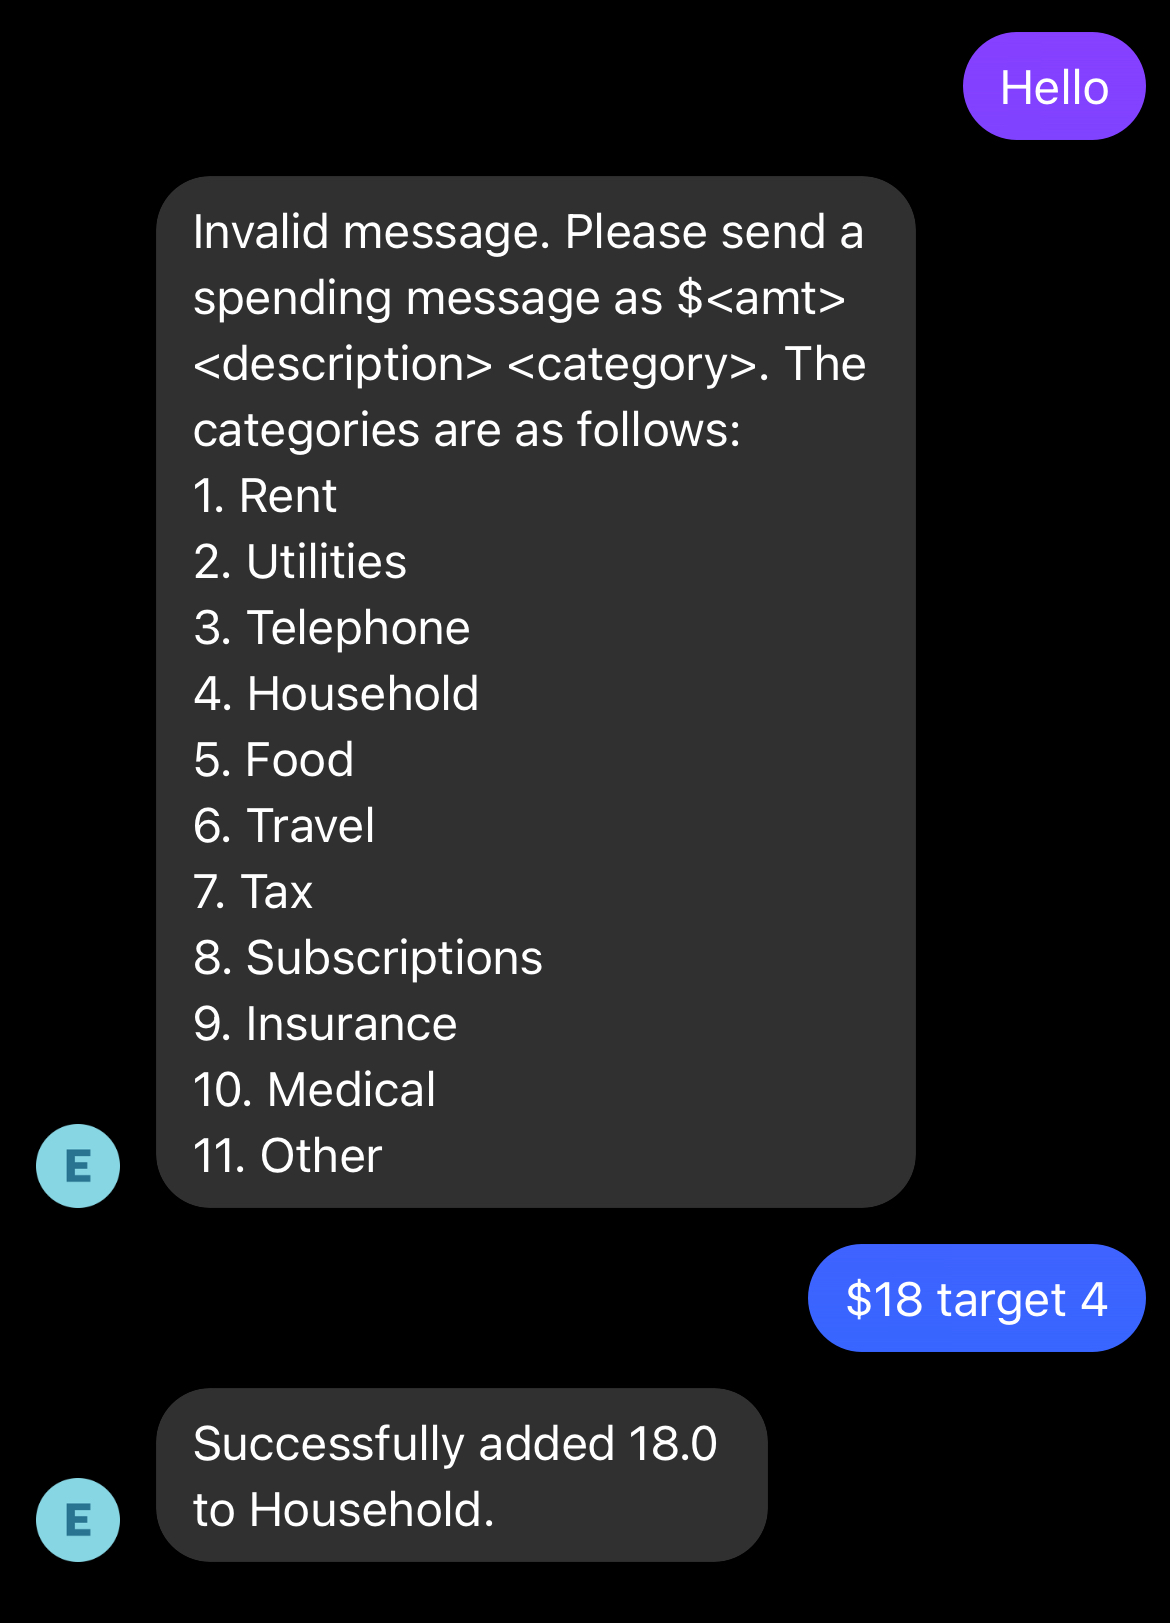 Hello
Invalid message. Please send a
spending message as $<amt>
<description> <category>. The
categories are as follows:
1. Rent
2. Utilities
3. Telephone
4. Household
5. Food
6. Travel
7. Tax
8. Subscriptions
9. Insurance
10. Medical
11. Other
E
$18 target 4
Successfully added 18.0
to Household.
E